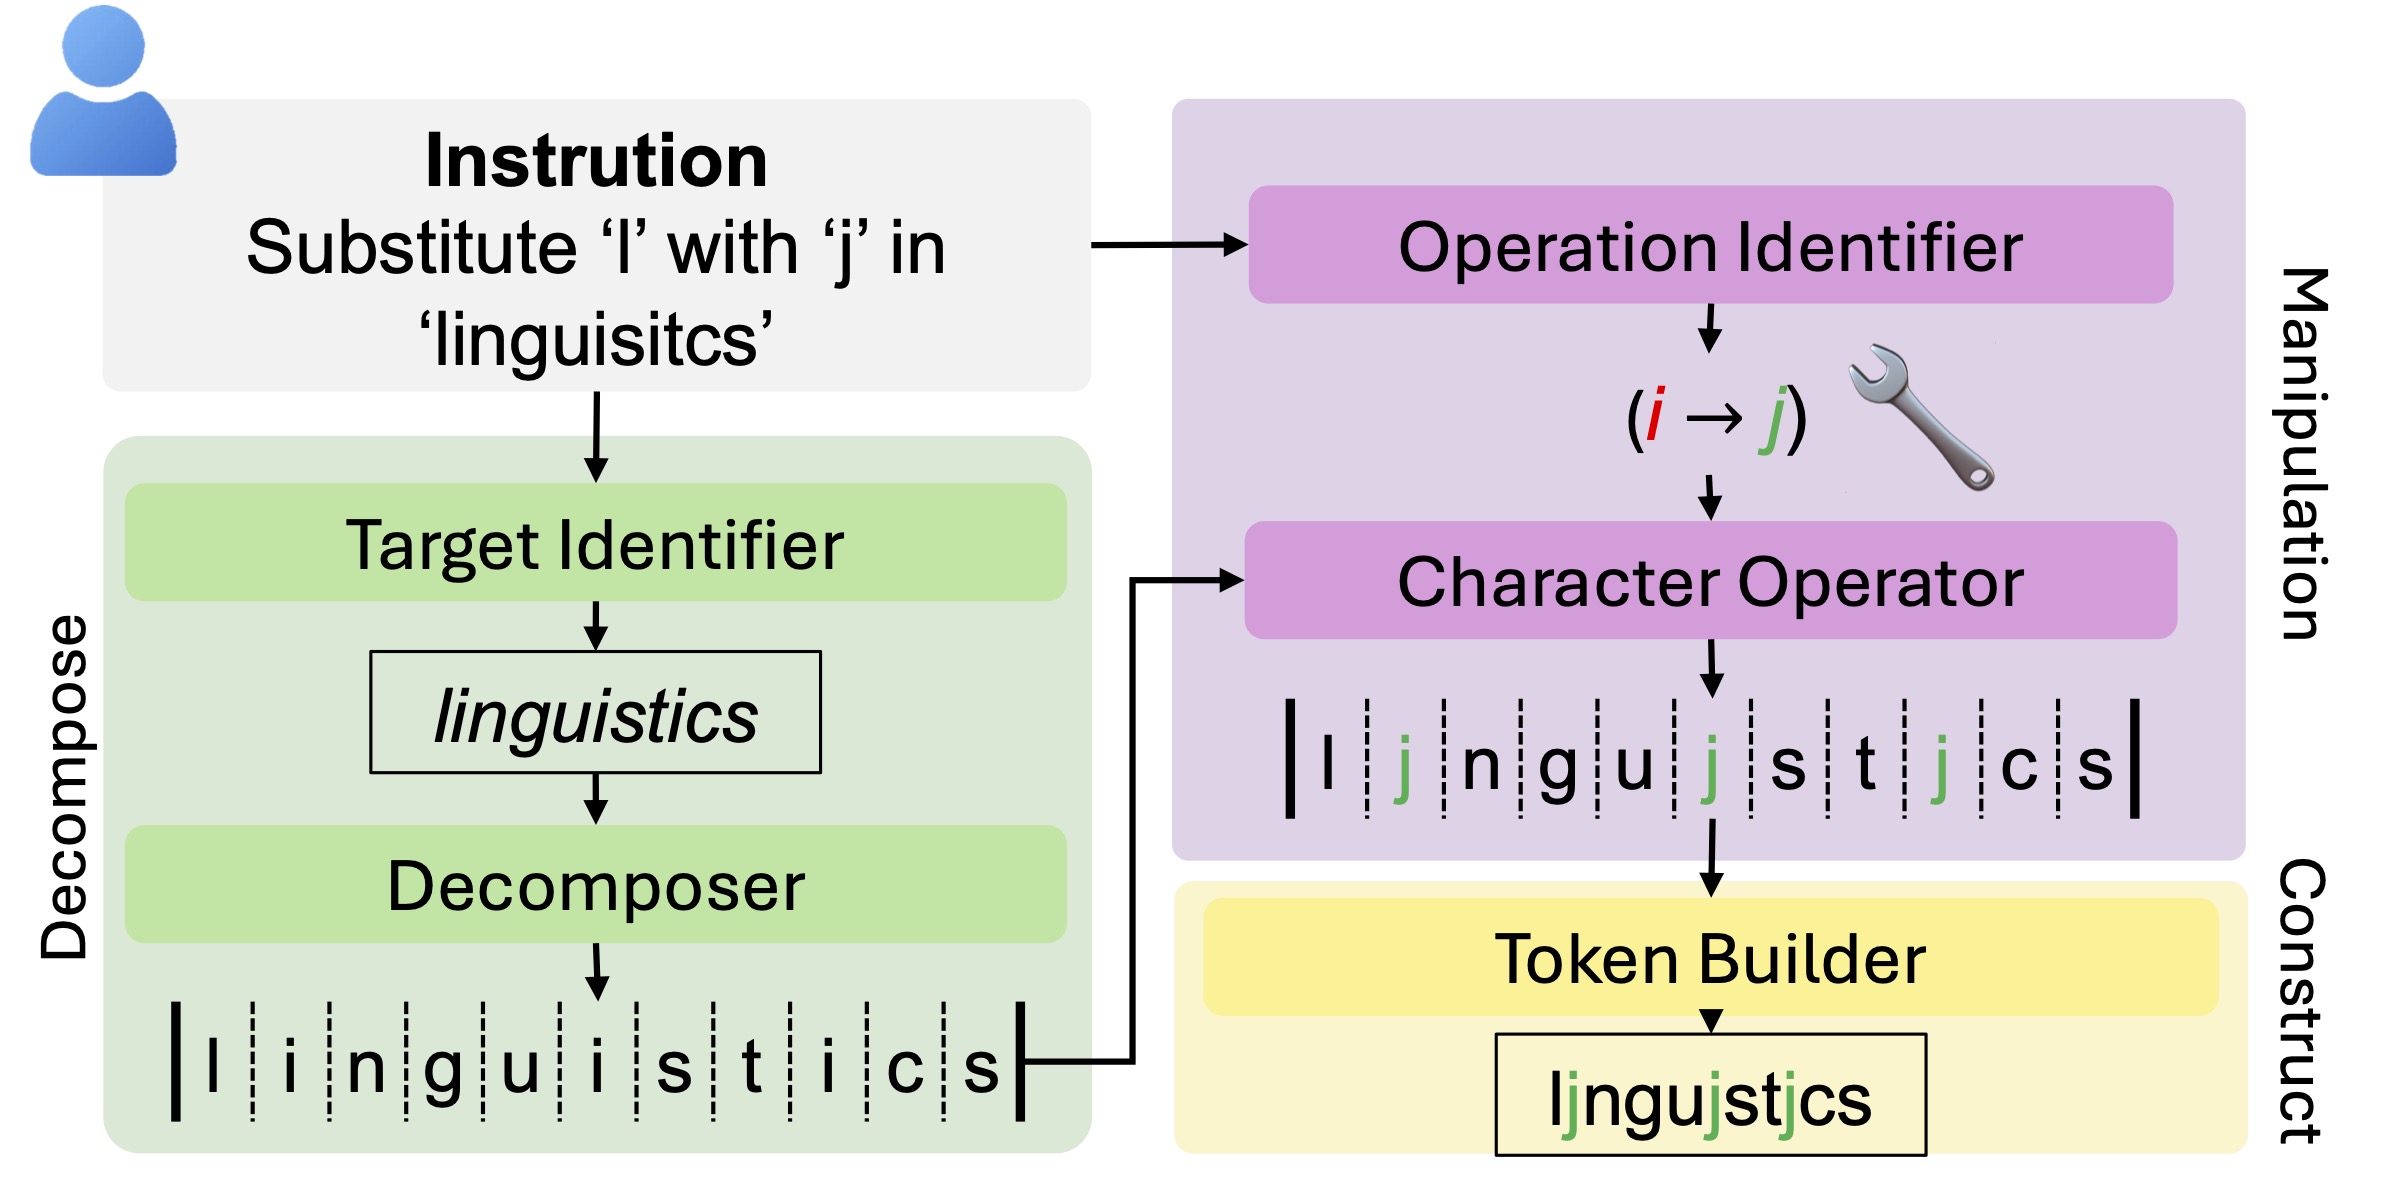 Instrution
Substitute ‘l’ with ‘j’ in
‘linguisitcs’
Decompose
Target Identifier
linguistics
Decomposer
l i n g u i s t i c s
Manipulation
Operation Identifier
(i → j)
Character Operator
l j n g u j s t j c s
Construct
Token Builder
ljngujstjcs